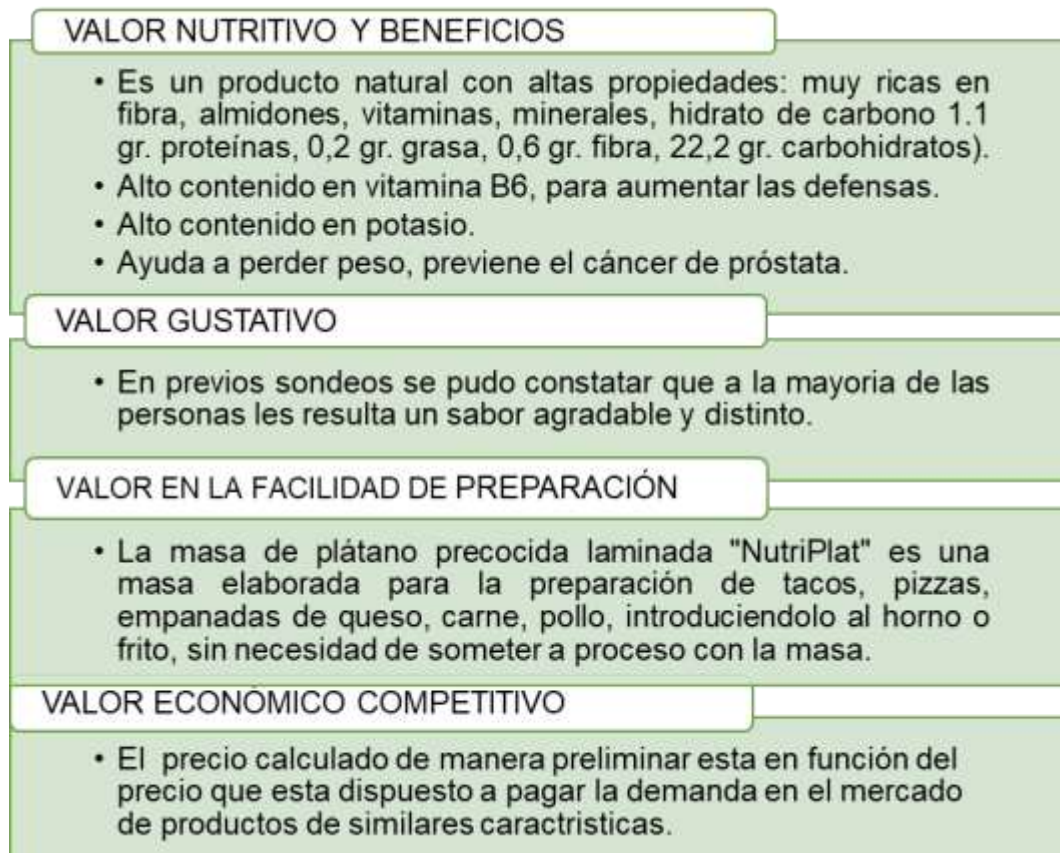 VALOR NUTRITIVO Y BENEFICIOS
• Es un producto natural con altas propiedades: muy ricas en
fibra, almidones, vitaminas, minerales, hidrato de carbono 1.1
gr. proteínas, 0,2 gr. grasa, 0,6 gr. fibra, 22,2 gr. carbohidratos).
• Alto contenido en vitamina B6, para aumentar las defensas.
• Alto contenido en potasio.
• Ayuda a perder peso, previene el cáncer de próstata.
VALOR GUSTATIVO
• En previos sondeos se pudo constatar que a la mayoria de las
personas les resulta un sabor agradable y distinto.
VALOR EN LA FACILIDAD DE PREPARACIÓN
• La masa de plátano precocida laminada "NutriPlat" es una
masa elaborada para la preparación de tacos, pizzas,
empanadas de queso, carne, pollo, introduciendolo al horno o
frito, sin necesidad de someter a proceso con la masa.
VALOR ECONÓMICO COMPETITIVO
• El precio calculado de manera preliminar esta en función del
precio que esta dispuesto a pagar la demanda en el mercado
de productos de similares caractristicas.